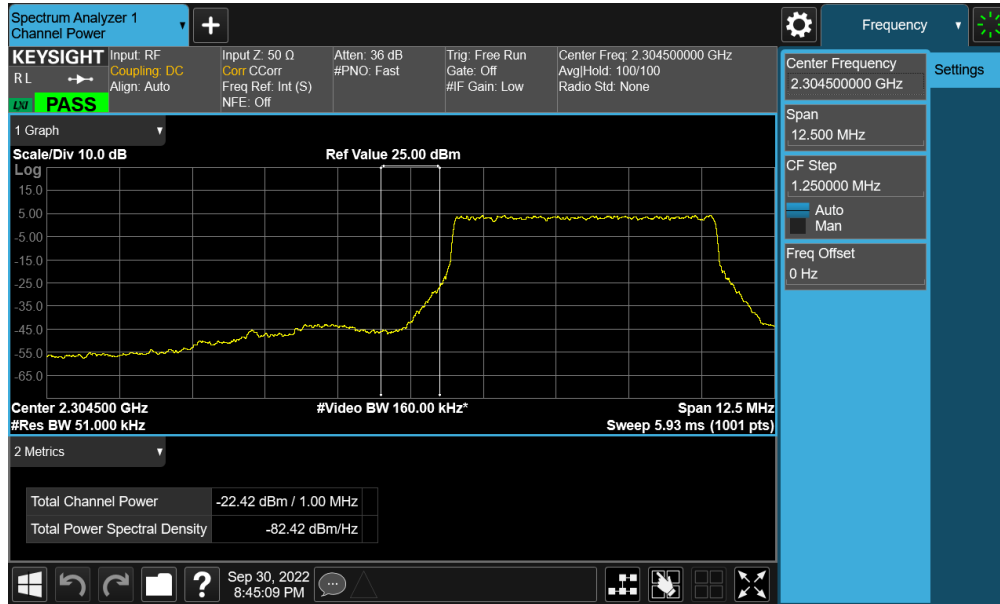 Spectrum Analyzer 1
Channel Power
+
Frequency
KEYSIGHT
R L
LXI
PASS
Input: RF
Coupling: DC
Align: Auto
Input Z: 50 Ω
Corr CCorr
Freq Ref: Int (S)
NFE: Off
Atten: 36 dB
#PNO: Fast
Trig: Free Run
Gate: Off
#IF Gain: Low
Center Freq: 2.304500000 GHz
Avg|Hold: 100/100
Radio Std: None
Center Frequency
2.304500000 GHz
Settings
Span
12.500 MHz
CF Step
1.250000 MHz
Auto
Man
Freq Offset
0 Hz
1 Graph
Scale/Div 10.0 dB
Ref Value 25.00 dBm
Log
15.0
5.00
-5.00
-15.0
-25.0
-35.0
-45.0
-55.0
-65.0
Center 2.304500 GHz
#Video BW 160.00 kHz*
Span 12.5 MHz
#Res BW 51.000 kHz
Sweep 5.93 ms (1001 pts)
2 Metrics
Total Channel Power -22.42 dBm / 1.00 MHz
Total Power Spectral Density -82.42 dBm/Hz
?
Sep 30, 2022
8:45:09 PM